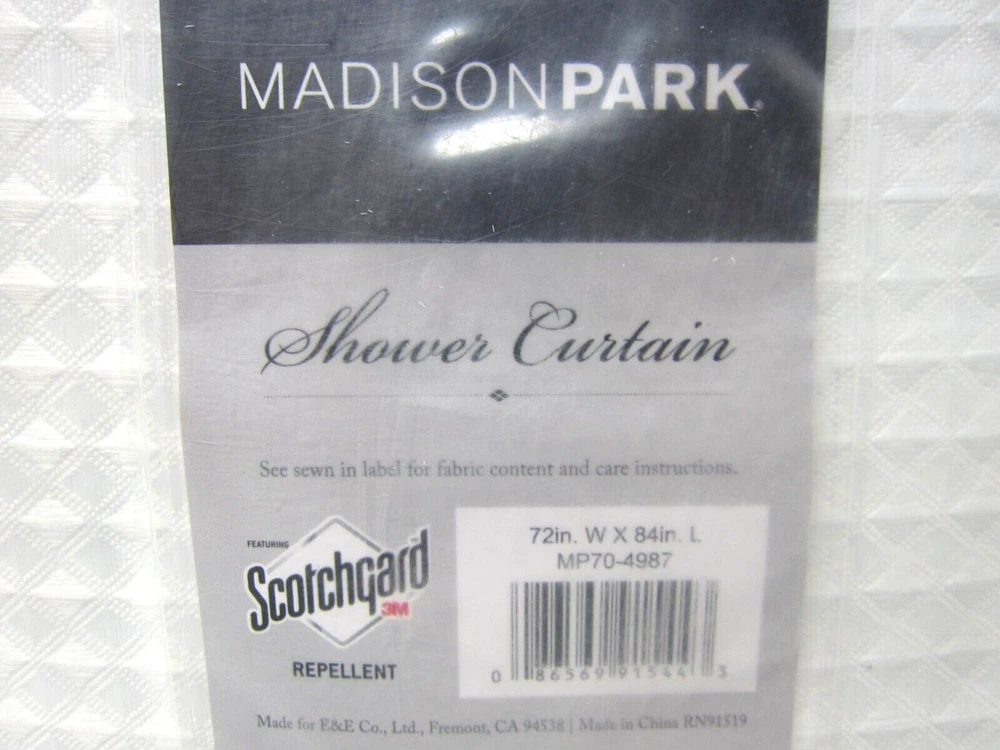 MADISONPARK®
Shower Curtain
See sewn in label for fabric content and care instructions.
FEATURING
Scotchgard
3M
REPELLENT
72in. W X 84in. L
MP70-4987
0 86569 91544 3
Made for E&E Co., Ltd., Fremont, CA 94538 | Made in China RN91519